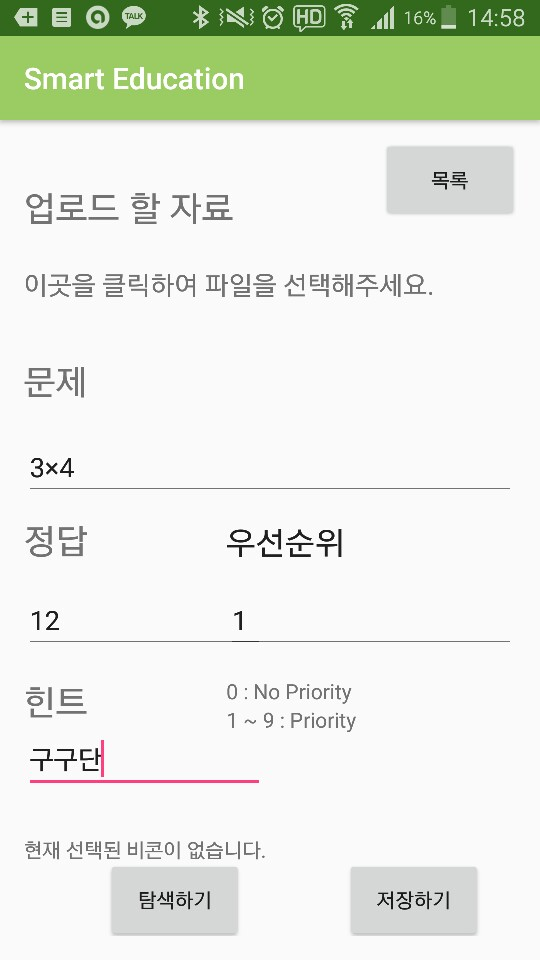 TALK HD 16% 14:58
Smart Education
목록
업로드 할 자료
이곳을 클릭하여 파일을 선택해주세요.
문제
3×4
정답 우선순위
12 1
힌트
0 : No Priority
1 ~ 9 : Priority
구구단
현재 선택된 비콘이 없습니다.
탐색하기 저장하기